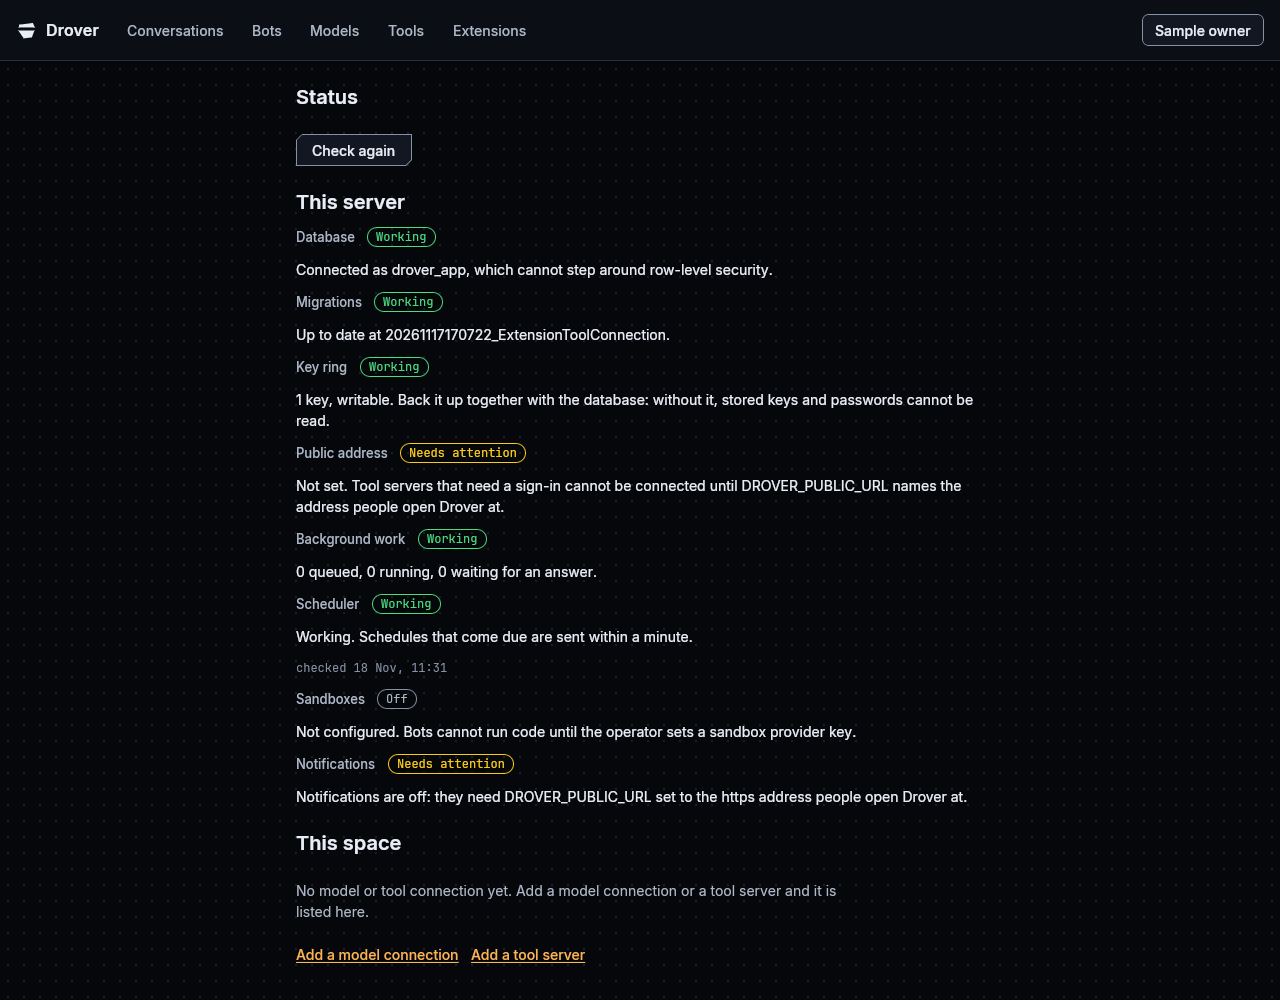 Drover
Conversations
Bots
Models
Tools
Extensions
Sample owner
Status
Check again
This server
Database Working
Connected as drover_app, which cannot step around row-level security.
Migrations Working
Up to date at 20261117170722_ExtensionToolConnection.
Key ring Working
1 key, writable. Back it up together with the database: without it, stored keys and passwords cannot be
read.
Public address Needs attention
Not set. Tool servers that need a sign-in cannot be connected until DROVER_PUBLIC_URL names the
address people open Drover at.
Background work Working
0 queued, 0 running, 0 waiting for an answer.
Scheduler Working
Working. Schedules that come due are sent within a minute.
checked 18 Nov, 11:31
Sandboxes Off
Not configured. Bots cannot run code until the operator sets a sandbox provider key.
Notifications Needs attention
Notifications are off: they need DROVER_PUBLIC_URL set to the https address people open Drover at.
This space
No model or tool connection yet. Add a model connection or a tool server and it is
listed here.
Add a model connection Add a tool server